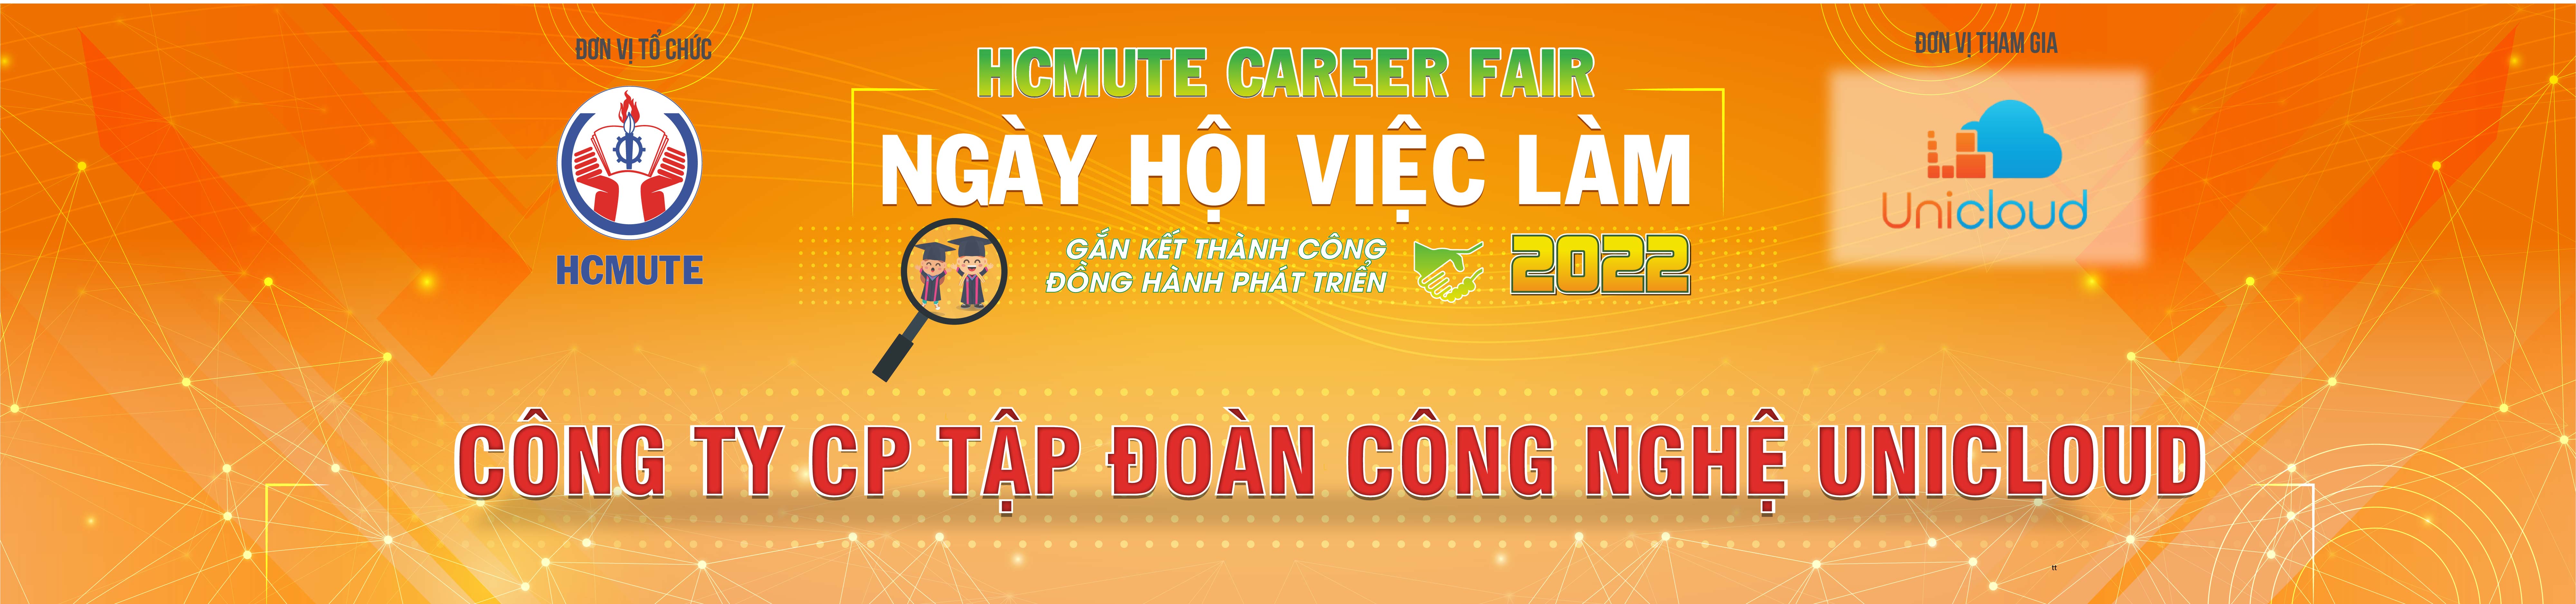 ĐƠN VỊ TỔ CHỨC
HCMUTE
HCMUTE CAREER FAIR
NGÀY HỘI VIỆC LÀM
GẮN KẾT THÀNH CÔNG
ĐỒNG HÀNH PHÁT TRIỂN
2022
ĐƠN VỊ THAM GIA
Unicloud
CÔNG TY CP TẬP ĐOÀN CÔNG NGHỆ UNICLOUD
tt